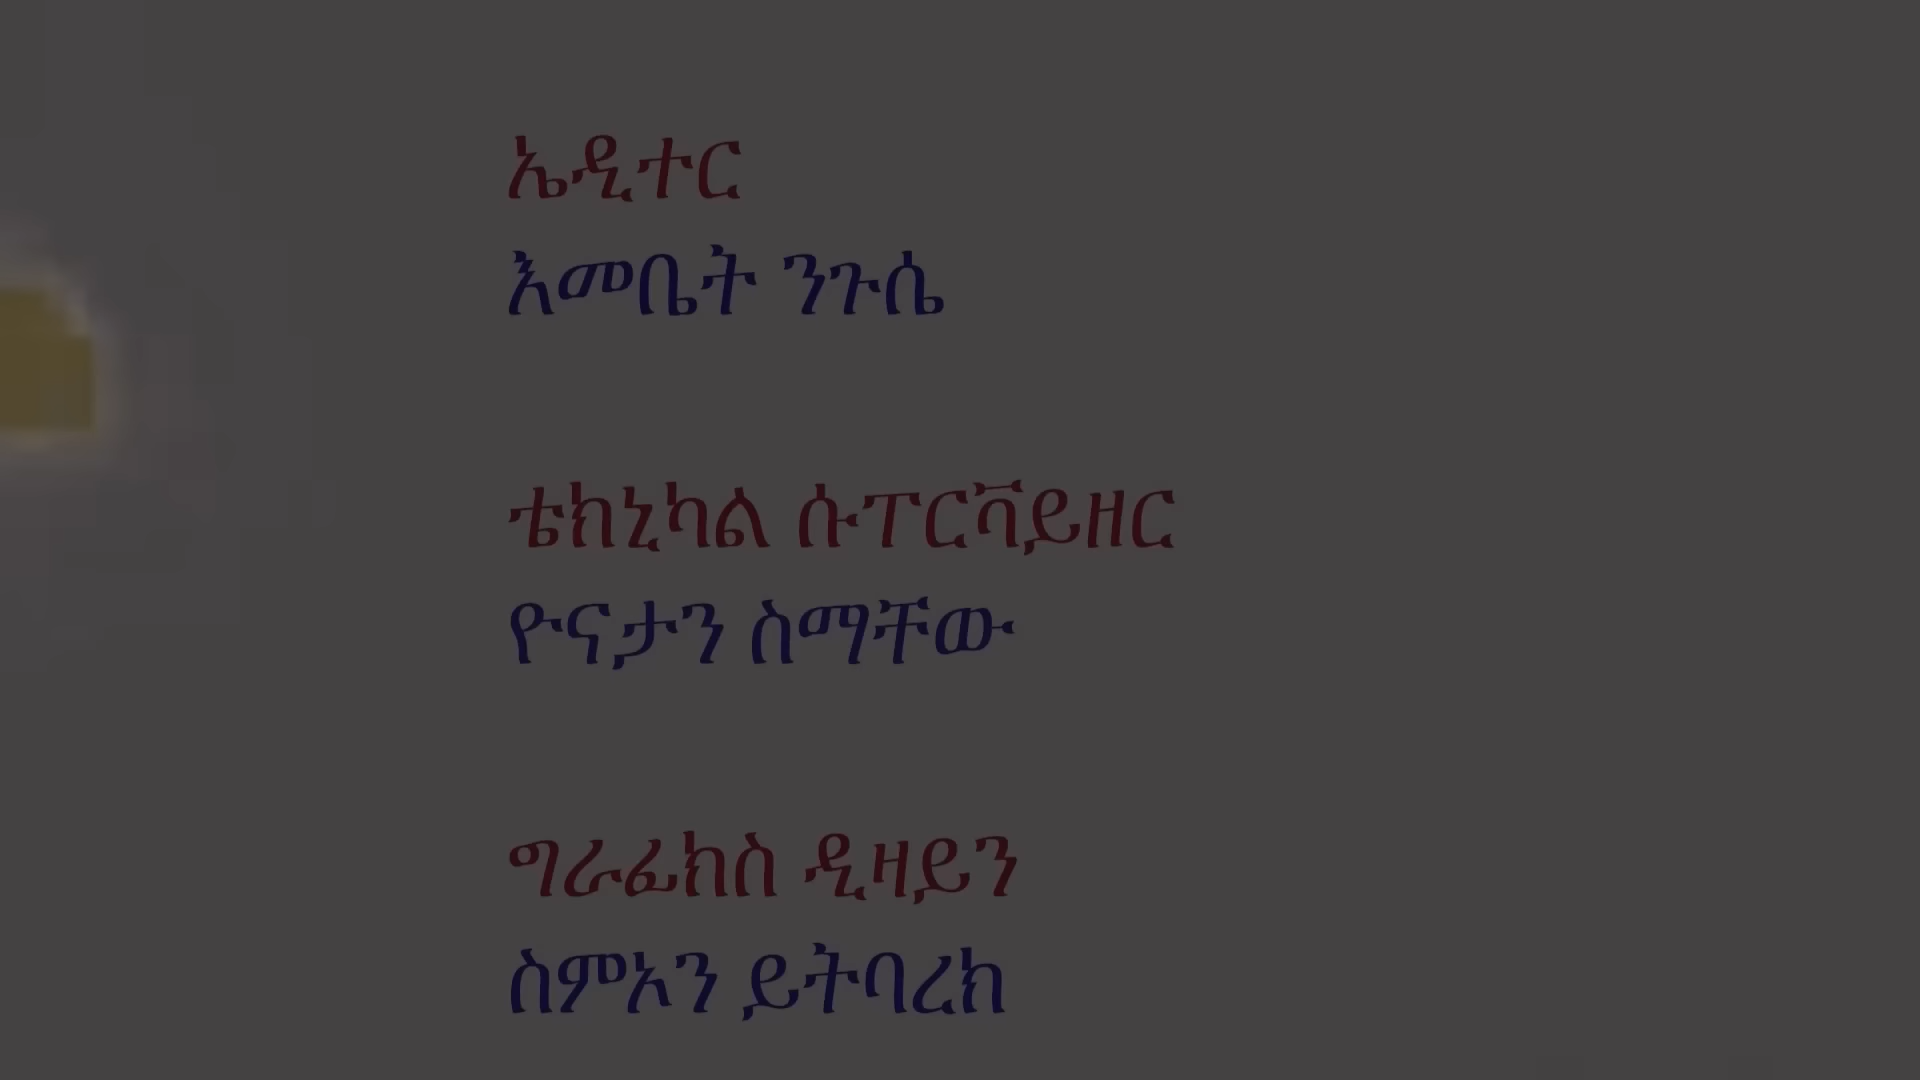 ኤዲተር
እመቤት ንጉሴ
ቴክኒካል ሱፐርቫይዘር
ዮናታን ስማቸው
ግራፊክስ ዲዛይን
ስምኦን ይትባረክ